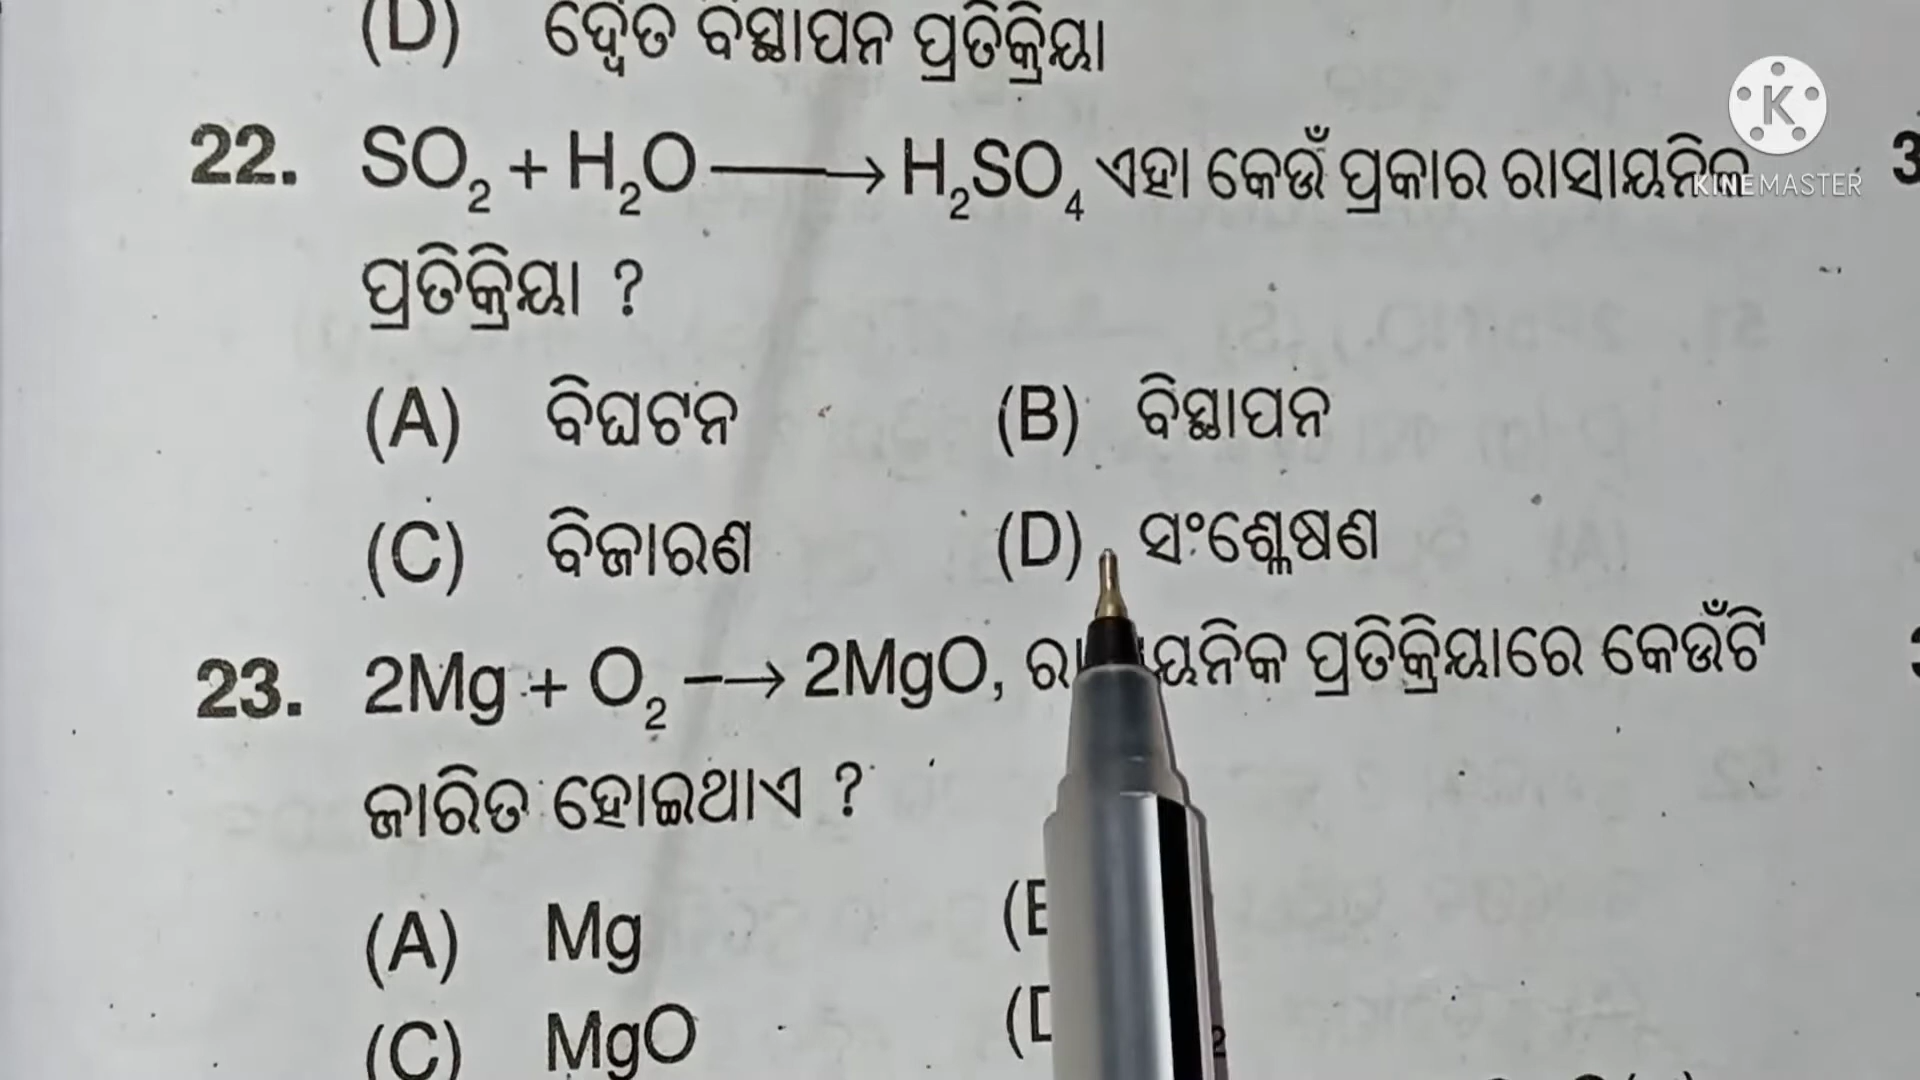 (D) ଦ୍ୱୈତ ବିସ୍ଥାପନ ପ୍ରତିକ୍ରିୟା
K
KINEMASTER
22. SO2 + H2O ⟶ H2SO4 ଏହା କେଉଁ ପ୍ରକାର ରାସାୟନିକ
ପ୍ରତିକ୍ରିୟା ?
(A) ବିଘଟନ (B) ବିସ୍ଥାପନ
(C) ବିଜାରଣ (D) ସଂଶ୍ଳେଷଣ
23. 2Mg + O2 → 2MgO, ପ୍ରତିକ୍ରିୟାରେ କେଉଁଟି
ଜାରିତ ହୋଇଥାଏ ?
(A) Mg
(C) MgO